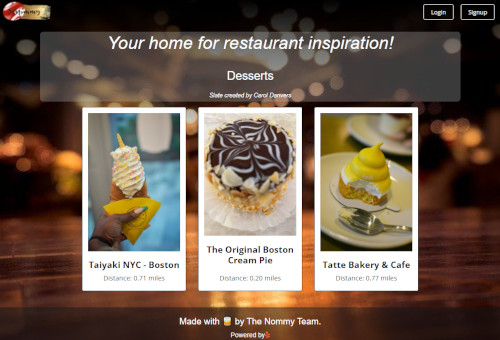 Nommy
Login
Signup
Your home for restaurant inspiration!
Desserts
Slate created by Carol Danvers
Taiyaki NYC - Boston
Distance: 0.71 miles
The Original Boston
Cream Pie
Distance: 0.20 miles
Tatte Bakery & Cafe
Distance: 0.77 miles
Made with 🥃 by The Nommy Team.
Powered by